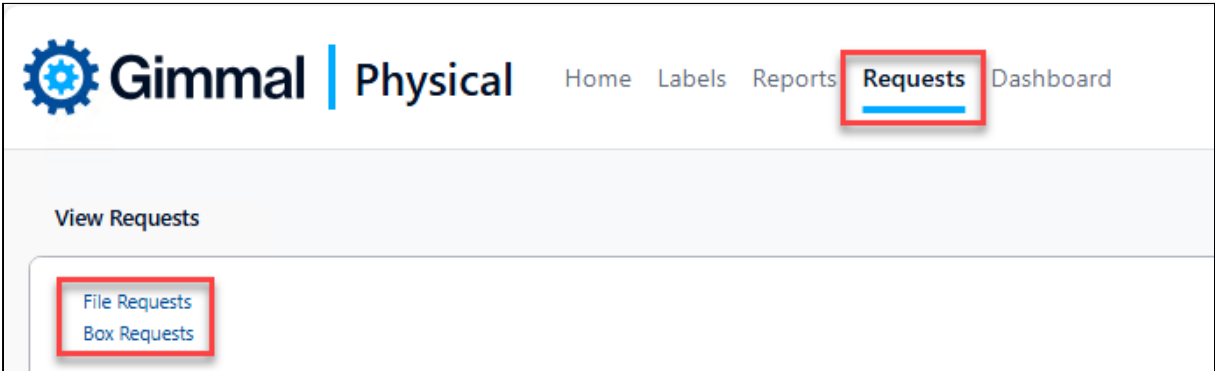 Gimmal | Physical Home Labels Reports Requests Dashboard
View Requests
File Requests
Box Requests